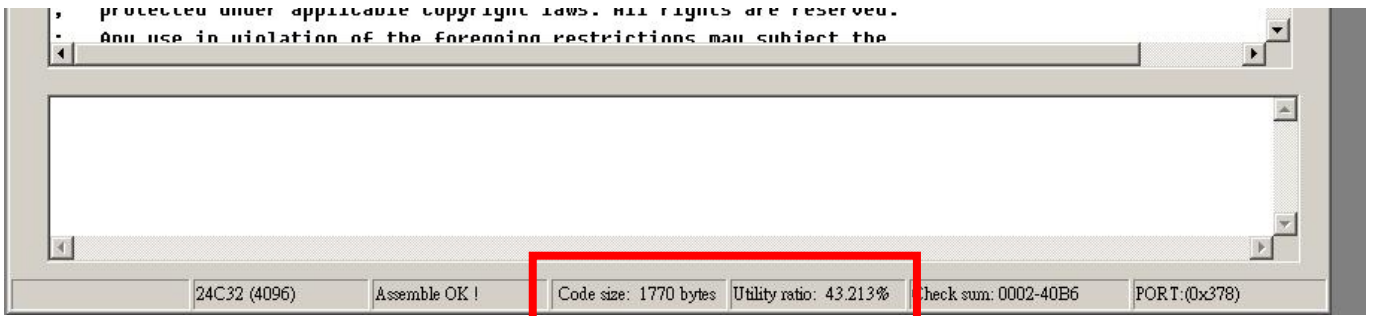 ; protected under applicable copyright laws. All rights are reserved.
; Any use in violation of the foregoing restrictions may subject the
24C32 (4096) Assemble OK ! Code size: 1770 bytes Utility ratio: 43.213% Check sum: 0002-40B6 PORT:(0x378)